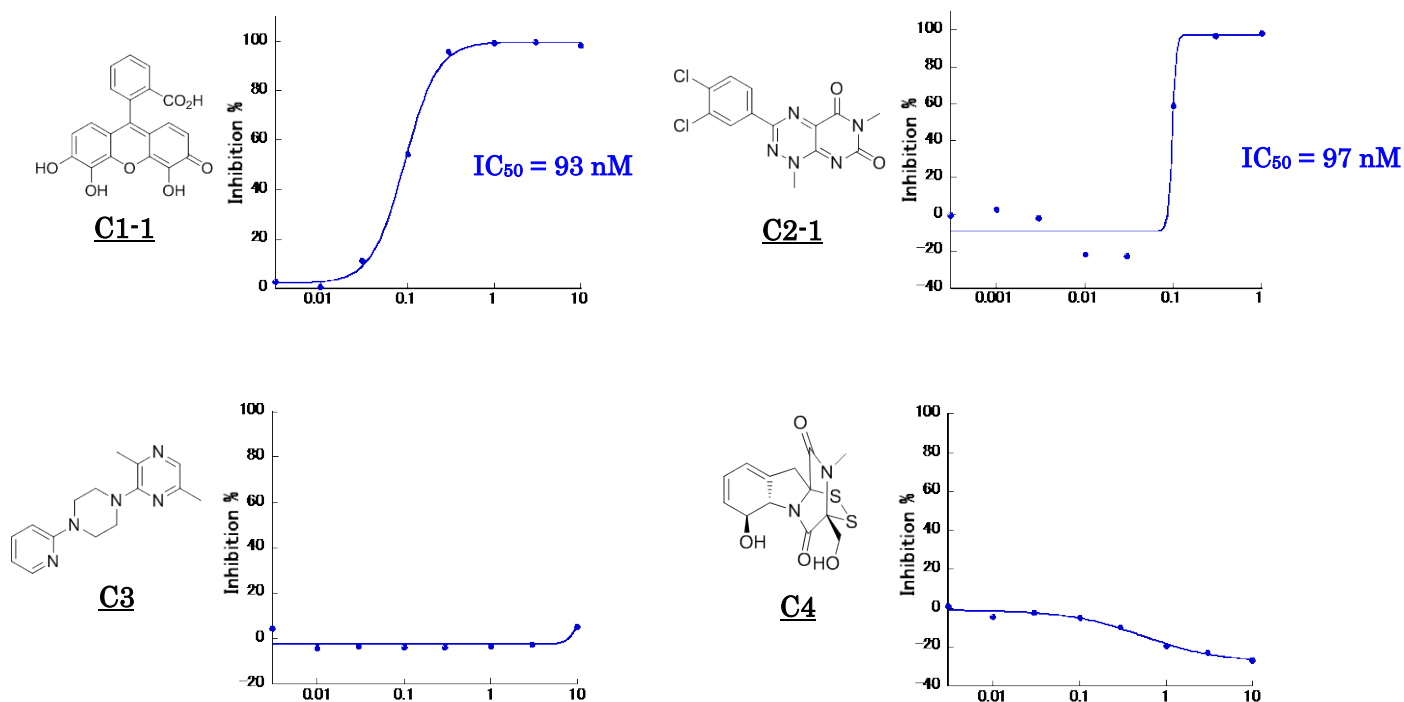 100
80
60
40
20
0
0.01
0.1
1
10
Inhibition %
IC50 = 93 nM
CO2H
HO
OH
O
OH
O
C1-1
100
80
60
40
20
0
−20
−40
0.001
0.01
0.1
1
Inhibition %
IC50 = 97 nM
Cl
Cl
N
N
N
N
N
O
N
O
C2-1
100
80
60
40
20
0
−20
0.01
0.1
1
10
Inhibition %
N
N
N
N
N
C3
100
80
60
40
20
0
−20
−40
0.01
0.1
1
10
Inhibition %
O
N
S
N
S
OH
O
HO
C4